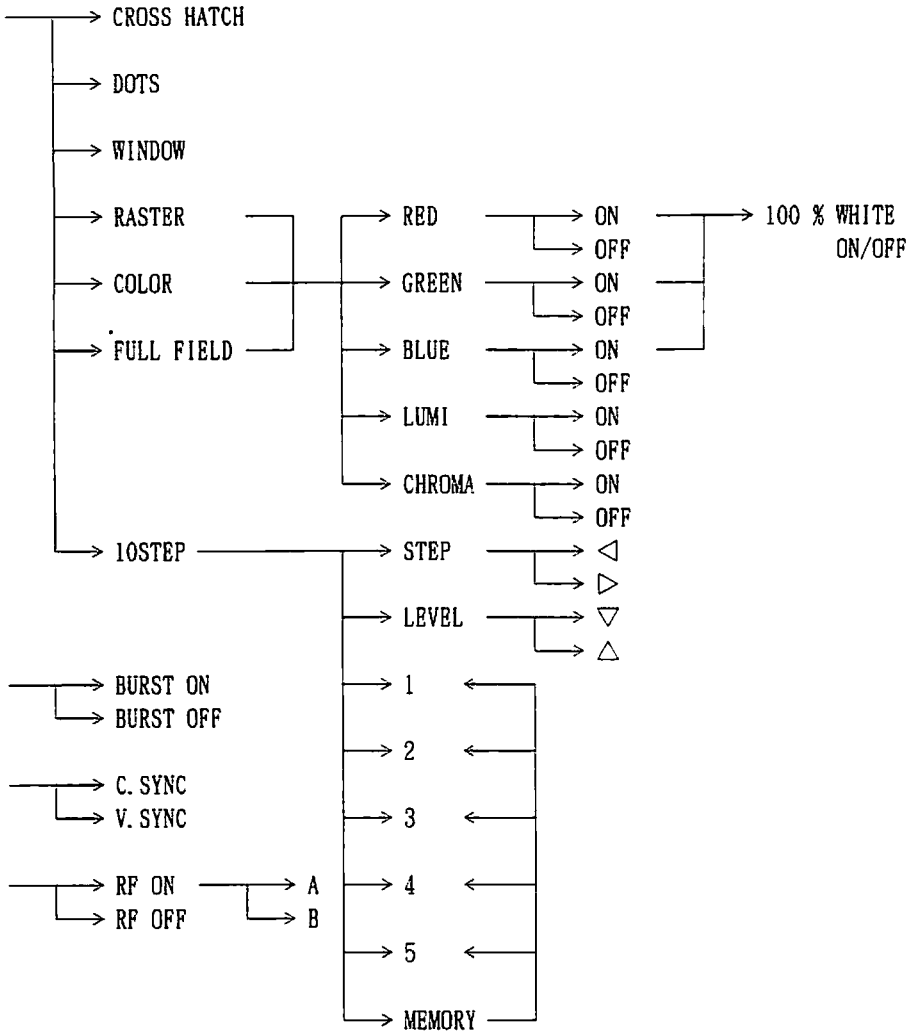 CROSS HATCH
DOTS
WINDOW
RASTER RED ON 100 % WHITE
OFF ON/OFF
COLOR GREEN ON
OFF
FULL FIELD BLUE ON
OFF
LUMI ON
OFF
CHROMA ON
OFF
10STEP STEP ◁
▷
LEVEL ▽
△
BURST ON 1
BURST OFF
2
C.SYNC
V.SYNC 3
RF ON A 4
RF OFF B
5
MEMORY